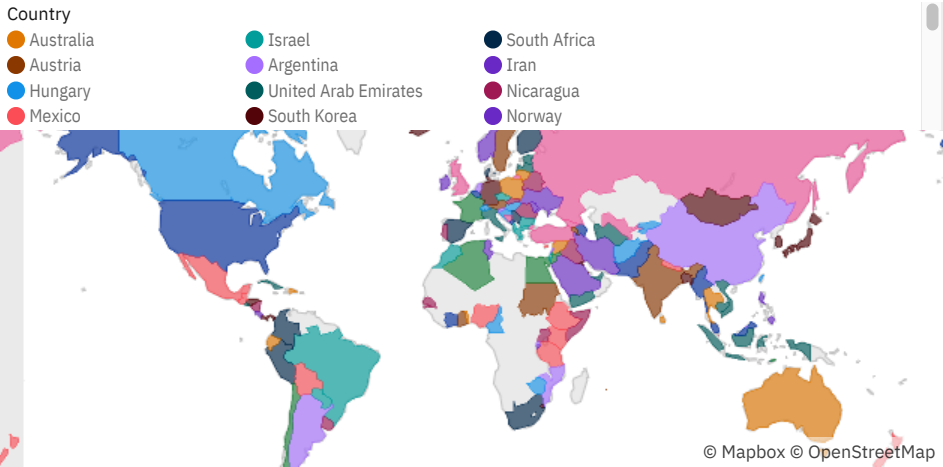 Country
Australia Israel South Africa
Austria Argentina Iran
Hungary United Arab Emirates Nicaragua
Mexico South Korea Norway
© Mapbox © OpenStreetMap